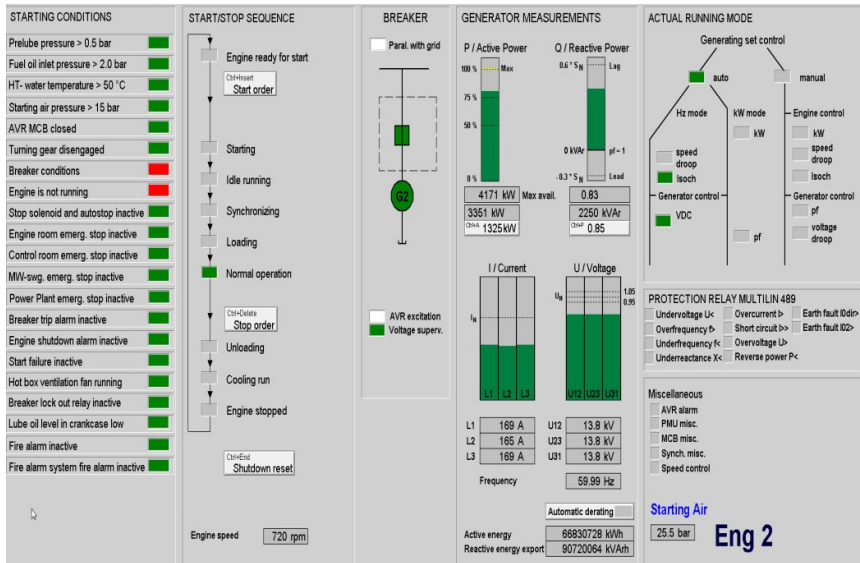 STARTING CONDITIONS
Prelube pressure > 0.5 bar
Fuel oil inlet pressure > 2.0 bar
HT- water temperature > 50 °C
Starting air pressure > 15 bar
AVR MCB closed
Turning gear disengaged
Breaker conditions
Engine is not running
Stop solenoid and autostop inactive
Engine room emerg. stop inactive
Control room emerg. stop inactive
MW-swg. emerg. stop inactive
Power Plant emerg. stop inactive
Breaker trip alarm inactive
Engine shutdown alarm inactive
Start failure inactive
Hot box ventilation fan running
Breaker lock out relay inactive
Lube oil level in crankcase low
Fire alarm inactive
Fire alarm system fire alarm inactive
START/STOP SEQUENCE
Engine ready for start
Ctrl+Insert
Start order
Starting
Idle running
Synchronizing
Loading
Normal operation
Ctrl+Delete
Stop order
Unloading
Cooling run
Engine stopped
Ctrl+End
Shutdown reset
Engine speed 720 rpm
BREAKER
Paral. with grid
G2
AVR excitation
Voltage superv.
GENERATOR MEASUREMENTS
P / Active Power Q / Reactive Power
100 % Max 0.6 * S N Lag
75 %
50 %
0 kVAr pf = 1
0 % -0.3 * S N Lead
4171 kW Max avail. 0.83
3351 kW 2250 kVAr
Ctrl+A 1325 kW Ctrl+P 0.85
I / Current U / Voltage
I N U N 1.05
0.95
L1 L2 L3 U12 U23 U31
L1 169 A U12 13.8 kV
L2 165 A U23 13.8 kV
L3 169 A U31 13.8 kV
Frequency 59.99 Hz
Automatic derating
Active energy 66830728 kWh
Reactive energy export 90720064 kVArh
ACTUAL RUNNING MODE
Generating set control
auto manual
Hz mode kW mode Engine control
kW kW
speed droop speed droop
Isoch Isoch
Generator control Generator control
VDC pf
pf voltage droop
PROTECTION RELAY MULTILIN 489
Undervoltage U< Overcurrent I> Earth fault I0dir>
Overfrequency f> Short circuit I>> Earth fault I02>
Underfrequency f< Overvoltage U>
Underreactance X< Reverse power P<
Miscellaneous
AVR alarm
PMU misc.
MCB misc.
Synch. misc.
Speed control
Starting Air
25.5 bar Eng 2